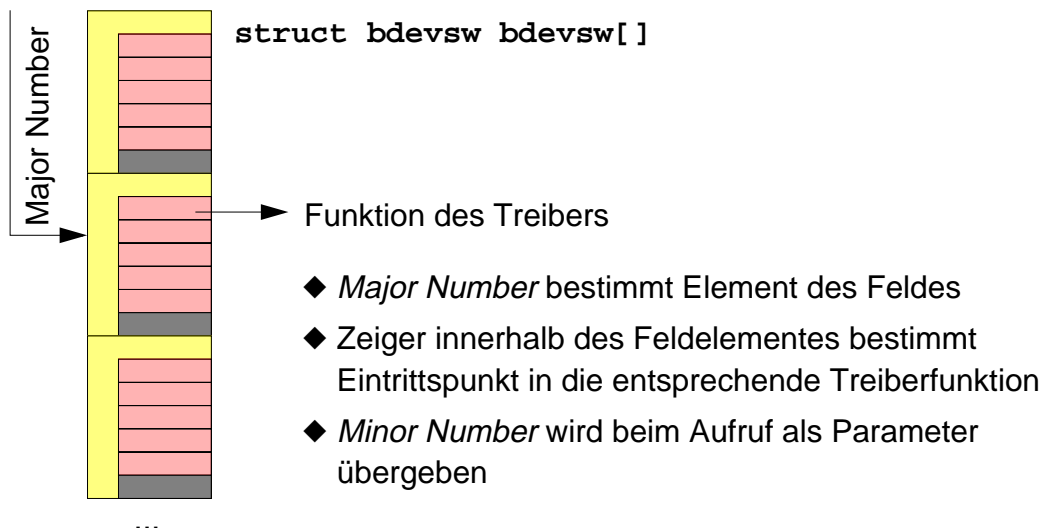 struct bdevsw bdevsw[]
Major Number
Funktion des Treibers
◆ Major Number bestimmt Element des Feldes
◆ Zeiger innerhalb des Feldelementes bestimmt
Eintrittspunkt in die entsprechende Treiberfunktion
◆ Minor Number wird beim Aufruf als Parameter
übergeben
...